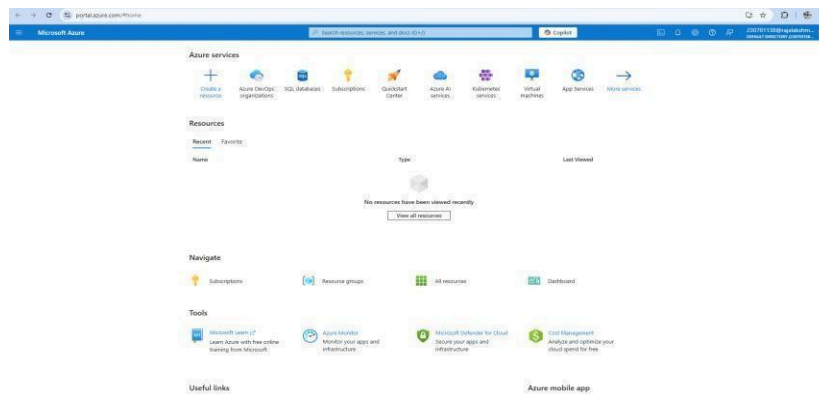 portal.azure.com/#home
Microsoft Azure
Search resources, services, and docs (G+/)
Copilot
230701138@rajalakshm...
Azure services
Create a resource
Azure DevOps organizations
SQL databases
Subscriptions
Quickstart Center
Azure AI services
Kubernetes services
Virtual machines
App Services
More services
Resources
Recent Favorite
Name Type Last Viewed
No resources have been viewed recently
View all resources
Navigate
Subscriptions
Resource groups
All resources
Dashboard
Tools
Microsoft Learn
Learn Azure with free online
training from Microsoft
Azure Monitor
Monitor your apps and
infrastructure
Microsoft Defender for Cloud
Secure your apps and
infrastructure
Cost Management
Analyze and optimize your
cloud spend for free
Useful links
Azure mobile app